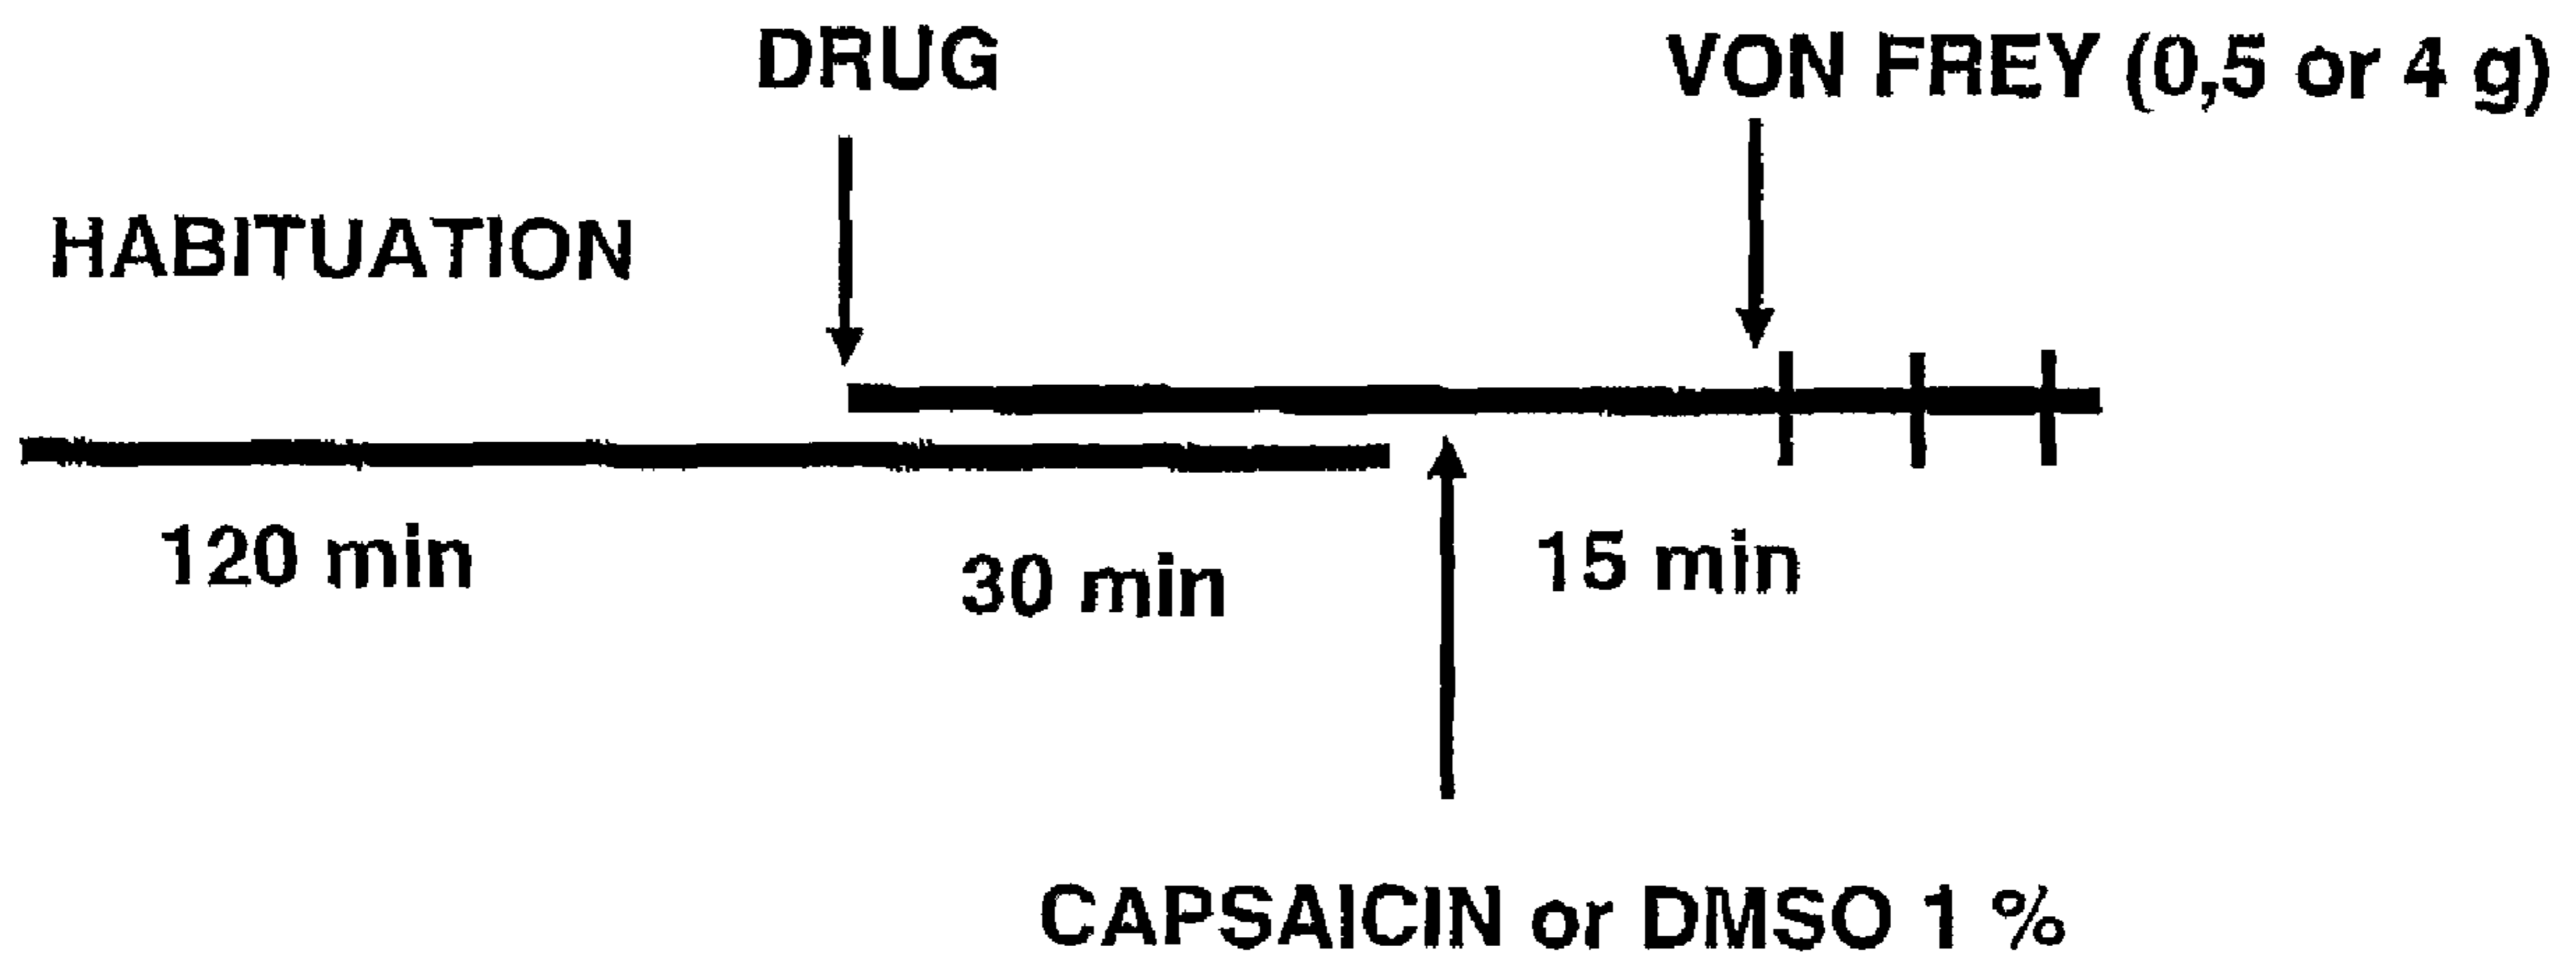 DRUG
VON FREY (0,5 or 4 g)
HABITUATION
120 min
30 min
15 min
CAPSAICIN or DMSO 1 %